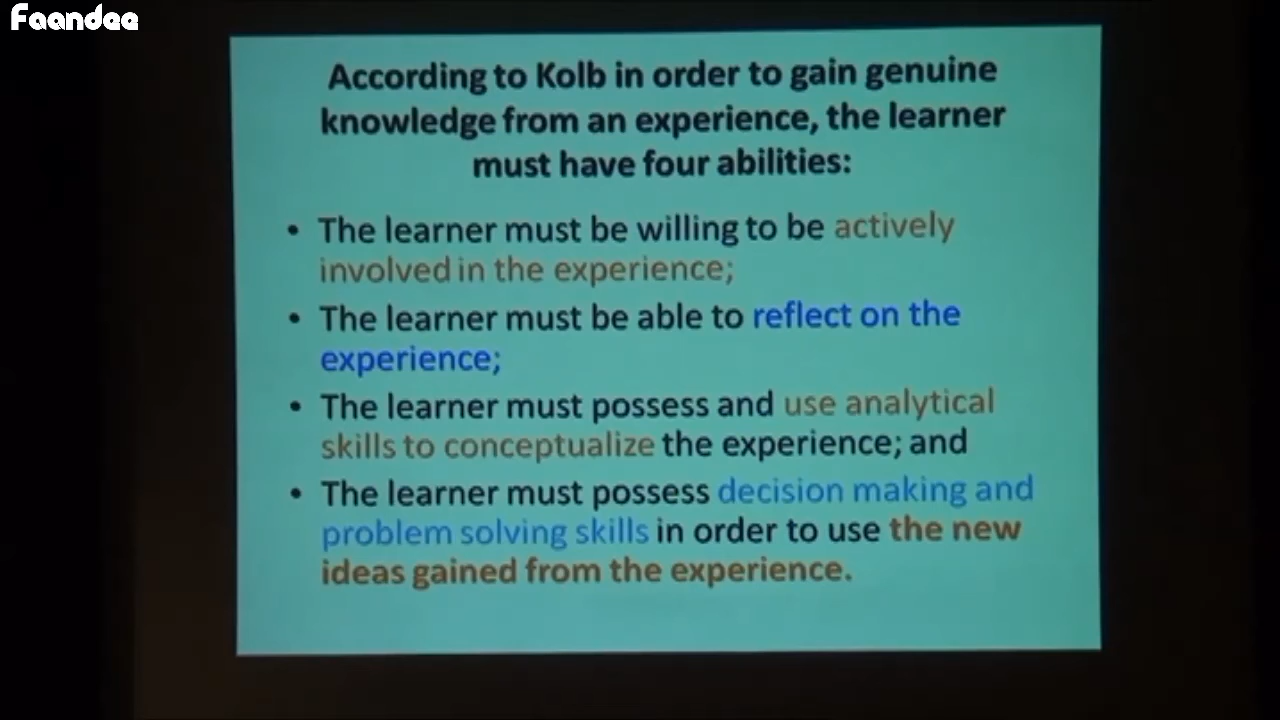 Faandee
According to Kolb in order to gain genuine
knowledge from an experience, the learner
must have four abilities:
• The learner must be willing to be actively
involved in the experience;
• The learner must be able to reflect on the
experience;
• The learner must possess and use analytical
skills to conceptualize the experience; and
• The learner must possess decision making and
problem solving skills in order to use the new
ideas gained from the experience.